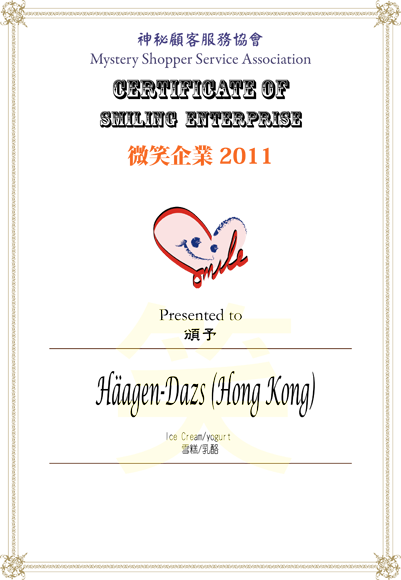 神秘顧客服務協會
Mystery Shopper Service Association
CERTIFICATE OF
SMILING ENTERPRISE
微笑企業 2011
Smile
Presented to
頒予
笑
Häagen-Dazs (Hong Kong)
Ice Cream/yogurt
雪糕/乳酪